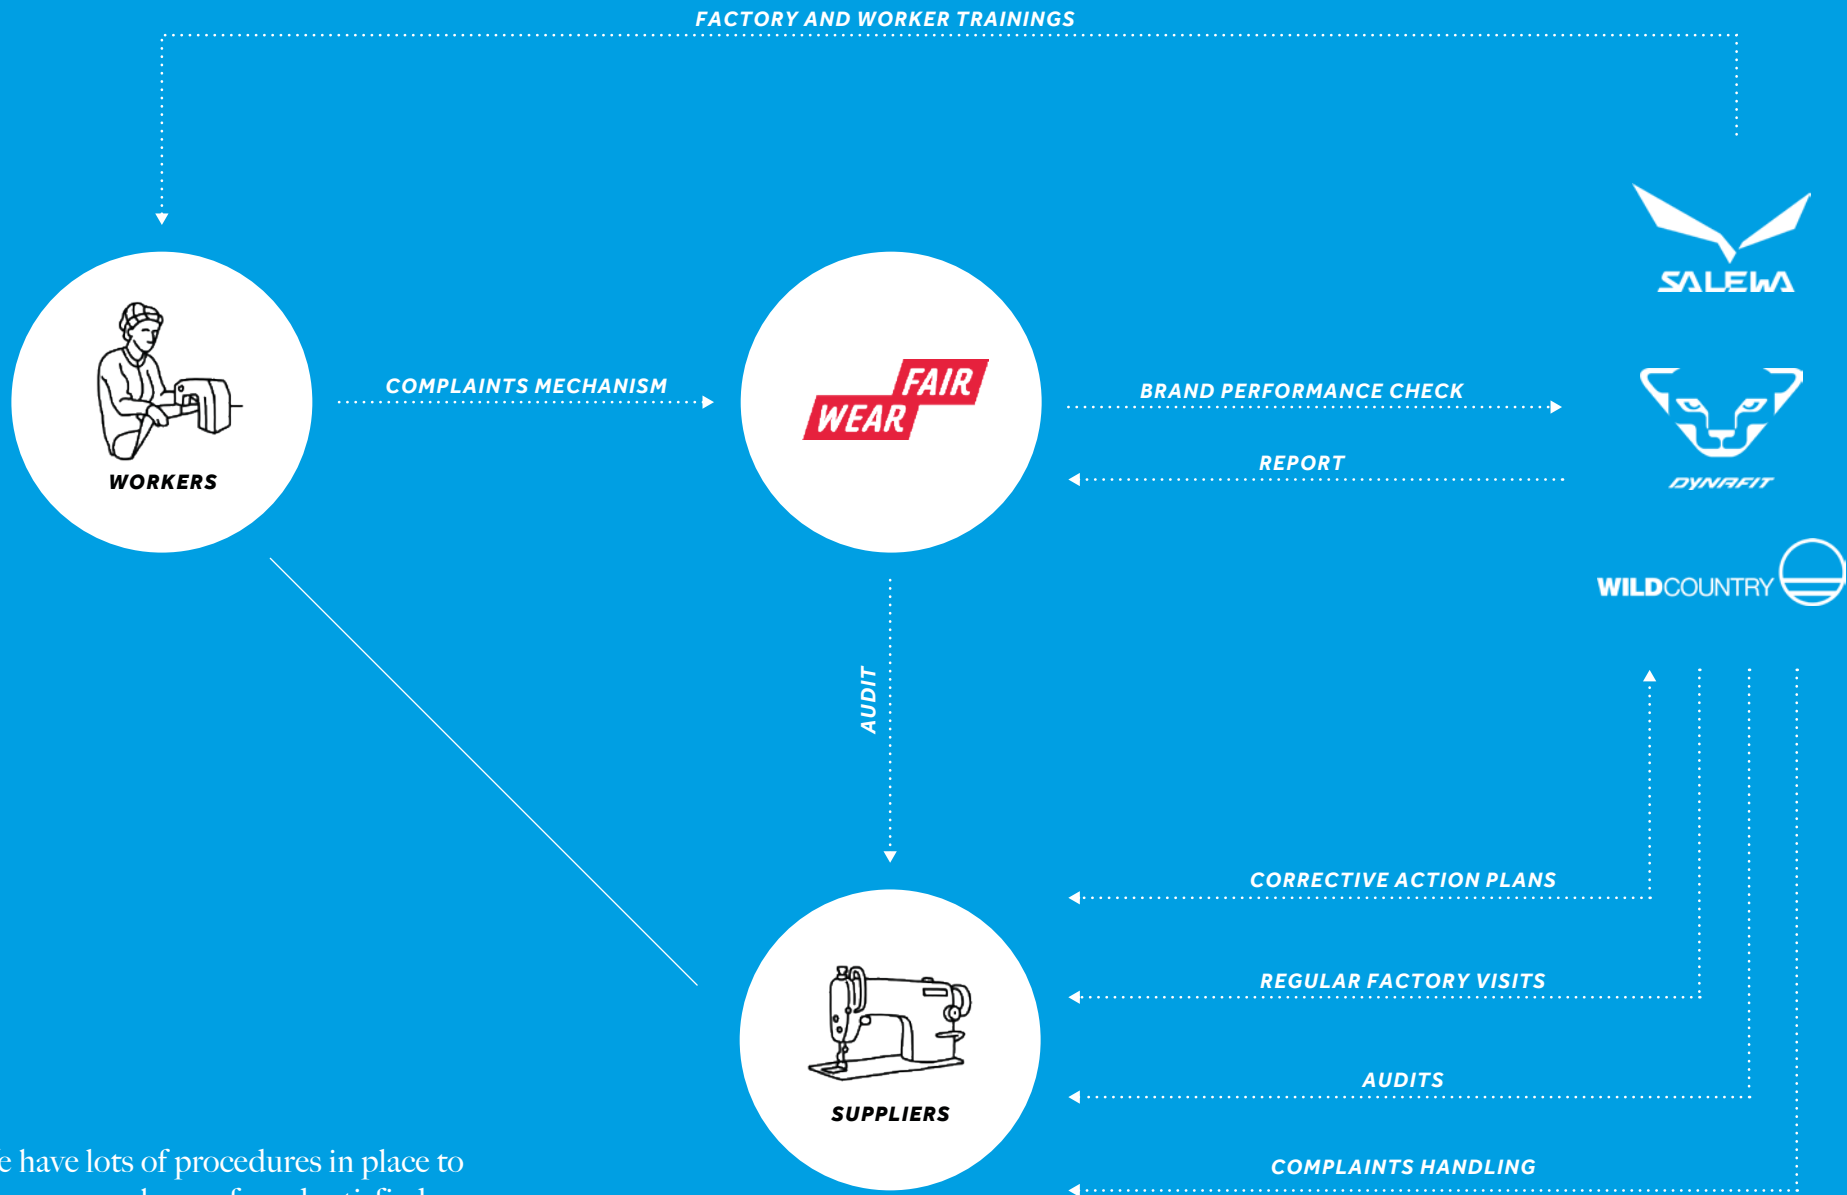 FACTORY AND WORKER TRAININGS
SALEWA
COMPLAINTS MECHANISM
FAIR
WEAR
BRAND PERFORMANCE CHECK
REPORT
DYNAFIT
WORKERS
WILDCOUNTRY
AUDIT
CORRECTIVE ACTION PLANS
REGULAR FACTORY VISITS
AUDITS
SUPPLIERS
COMPLAINTS HANDLING
e have lots of procedures in place to